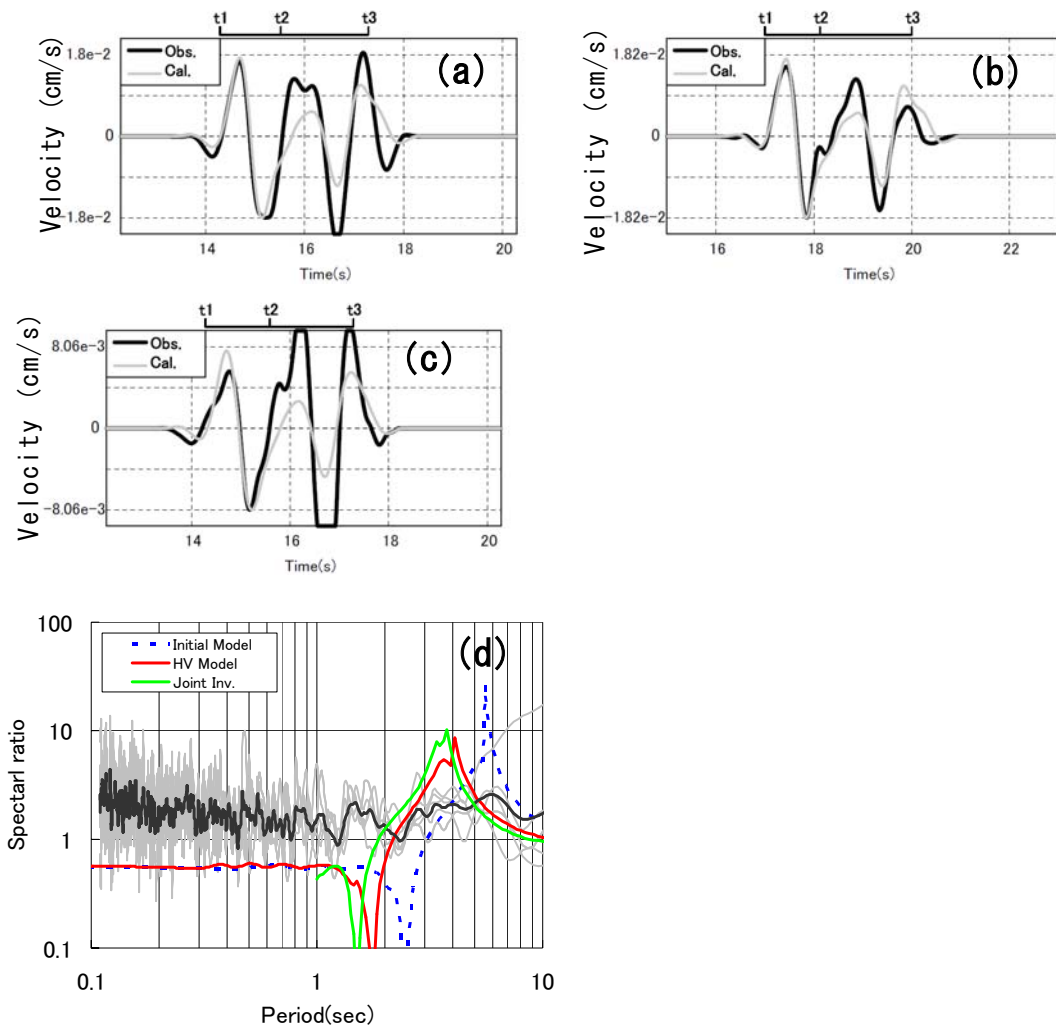 t1 t2 t3
1.8e-2
Obs.
Cal.
(a)
0
-1.8e-2
Velocity (cm/s)
14 16 18 20
Time(s)
t1 t2 t3
1.82e-2
Obs.
Cal.
(b)
0
-1.82e-2
Velocity (cm/s)
16 18 20 22
Time(s)
t1 t2 t3
8.06e-3
Obs.
Cal.
(c)
0
-8.06e-3
Velocity (cm/s)
14 16 18 20
Time(s)
100
Initial Model
HV Model
Joint Inv.
(d)
10
1
0.1
Spectarl ratio
0.1 1 10
Period(sec)